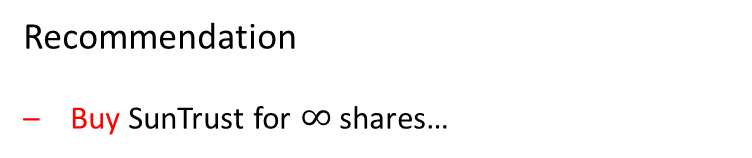 Recommendation
– Buy SunTrust for ∞ shares…